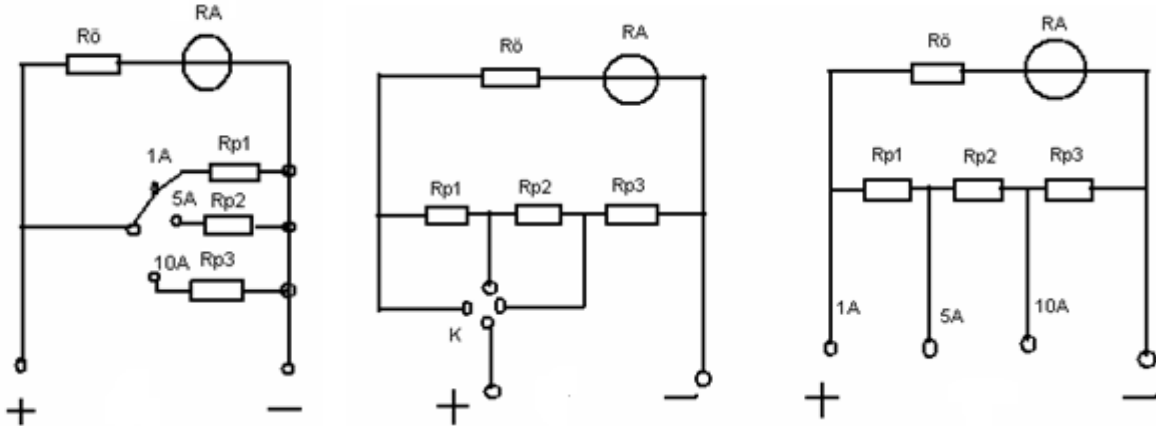 RA
Rö
Rp1
1A
5A
Rp2
10A
Rp3
+ −
RA
Rö
Rp1 Rp2 Rp3
K
+ −
RA
Rö
Rp1 Rp2 Rp3
1A 5A 10A
+ −